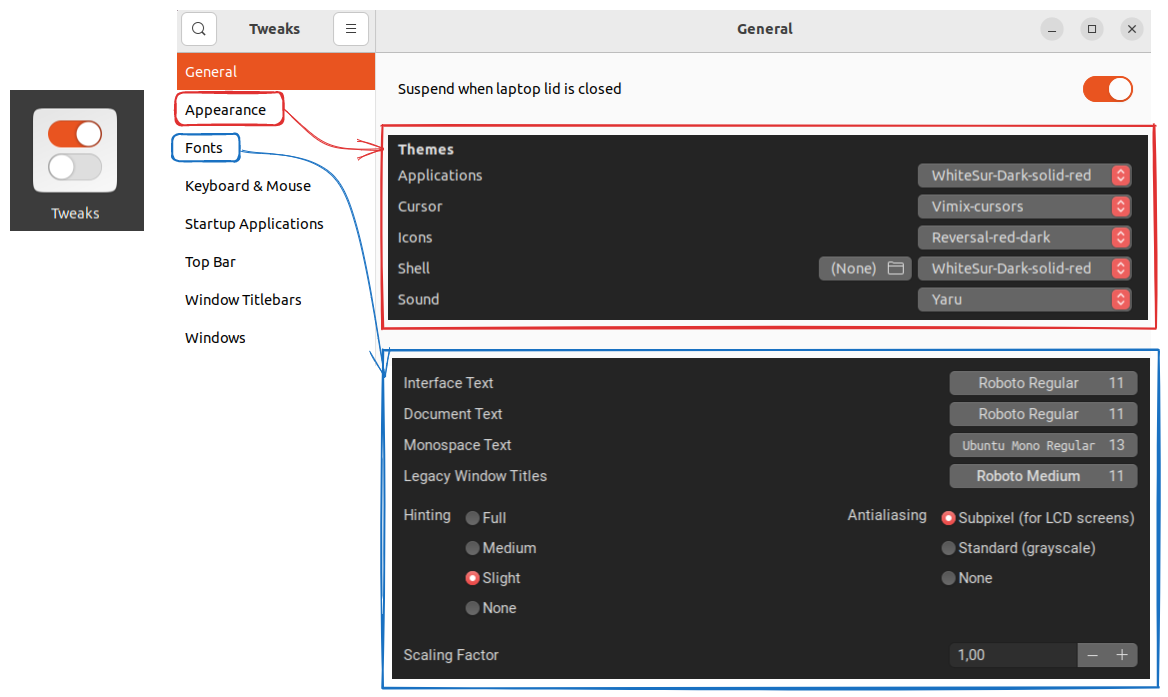 Tweaks
Tweaks
General
General
Appearance
Fonts
Keyboard & Mouse
Startup Applications
Top Bar
Window Titlebars
Windows
Suspend when laptop lid is closed
Themes
Applications WhiteSur-Dark-solid-red
Cursor Vimix-cursors
Icons Reversal-red-dark
Shell (None) WhiteSur-Dark-solid-red
Sound Yaru
Interface Text Roboto Regular 11
Document Text Roboto Regular 11
Monospace Text Ubuntu Mono Regular 13
Legacy Window Titles Roboto Medium 11
Hinting Full
Medium
Slight
None
Antialiasing Subpixel (for LCD screens)
Standard (grayscale)
None
Scaling Factor 1,00 − +